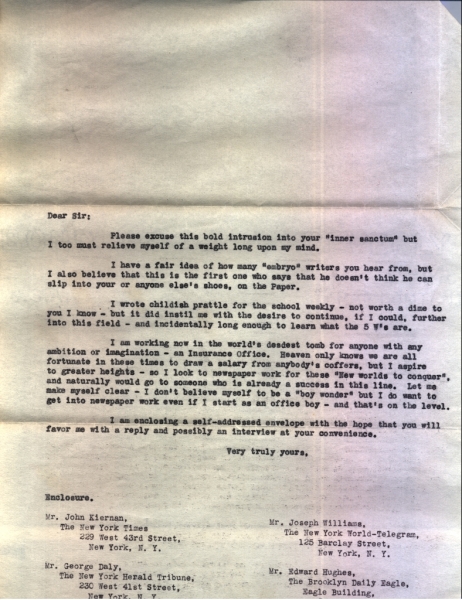 Dear Sir:
Please excuse this bold intrusion into your "inner sanctum" but
I too must relieve myself of a weight long upon my mind.
I have a fair idea of how many "embryo" writers you hear from, but
I also believe that this is the first one who says that he doesn't think he can
slip into your or anyone else's shoes, on the Paper.
I wrote childish prattle for the school weekly - not worth a dime to
you I know - but it did instil me with the desire to continue, if I could, further
into this field - and incidentally long enough to learn what the 5 W's are.
I am working now in the world's deadest tomb for anyone with any
ambition or imagination - an Insurance Office. Heaven only knows we are all
fortunate in these times to draw a salary from anybody's coffers, but I aspire
to greater heights - so I look to newspaper work for these "New worlds to conquer",
and naturally would go to someone who is already a success in this line. Let me
make myself clear - I don't believe myself to be a "boy wonder" but I do want to
get into newspaper work even if I start as an office boy - and that's on the level.
I am enclosing a self-addressed envelope with the hope that you will
favor me with a reply and possibly an interview at your convenience.
Very truly yours,
Enclosure.
Mr. John Kiernan,
The New York Times
229 West 43rd Street,
New York, N. Y.
Mr. George Daly,
The New York Herald Tribune,
230 West 41st Street,
New York, N. Y.
Mr. Joseph Williams,
The New York World-Telegram,
125 Barclay Street,
New York, N. Y.
Mr. Edward Hughes,
The Brooklyn Daily Eagle,
Eagle Building,